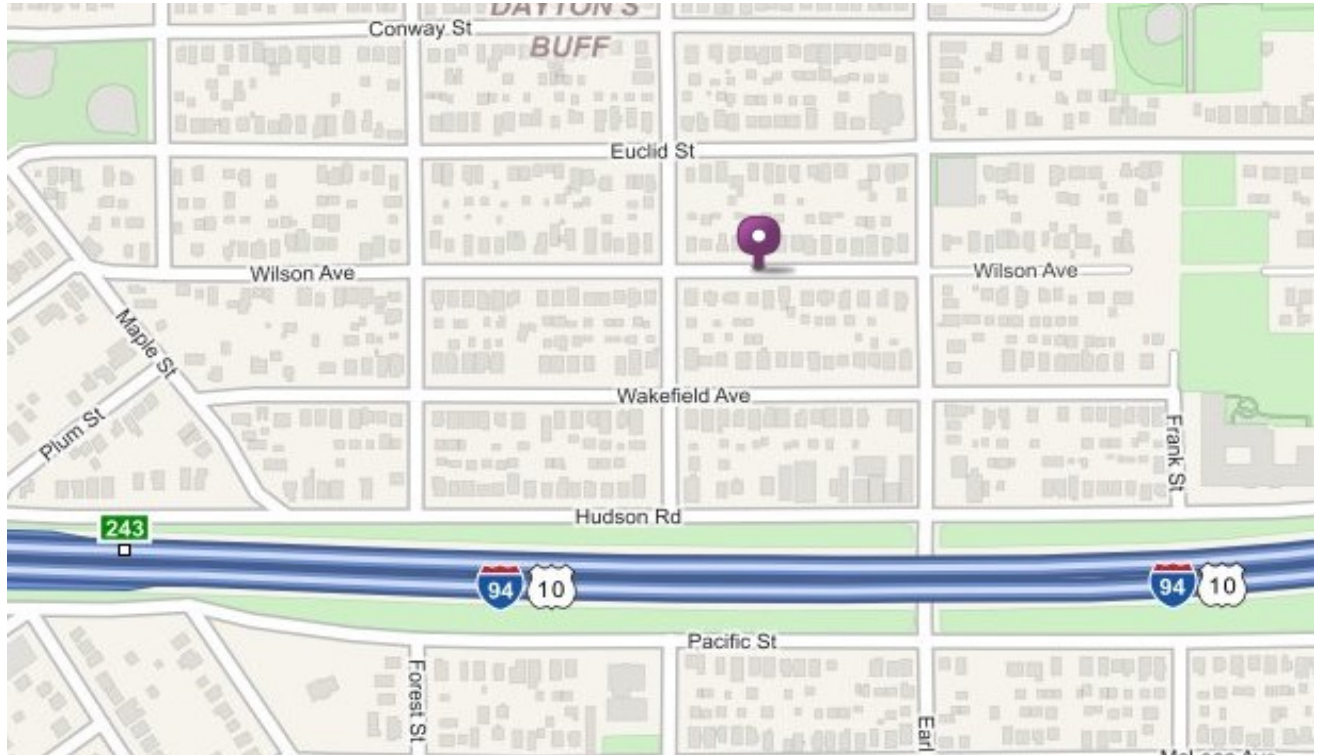 DAYTON'S
BUFF
Conway St
Euclid St
Wilson Ave
Wilson Ave
Maple St
Wakefield Ave
Plum St
Frank St
Hudson Rd
243
94
10
94
10
Pacific St
Forest St
Earl